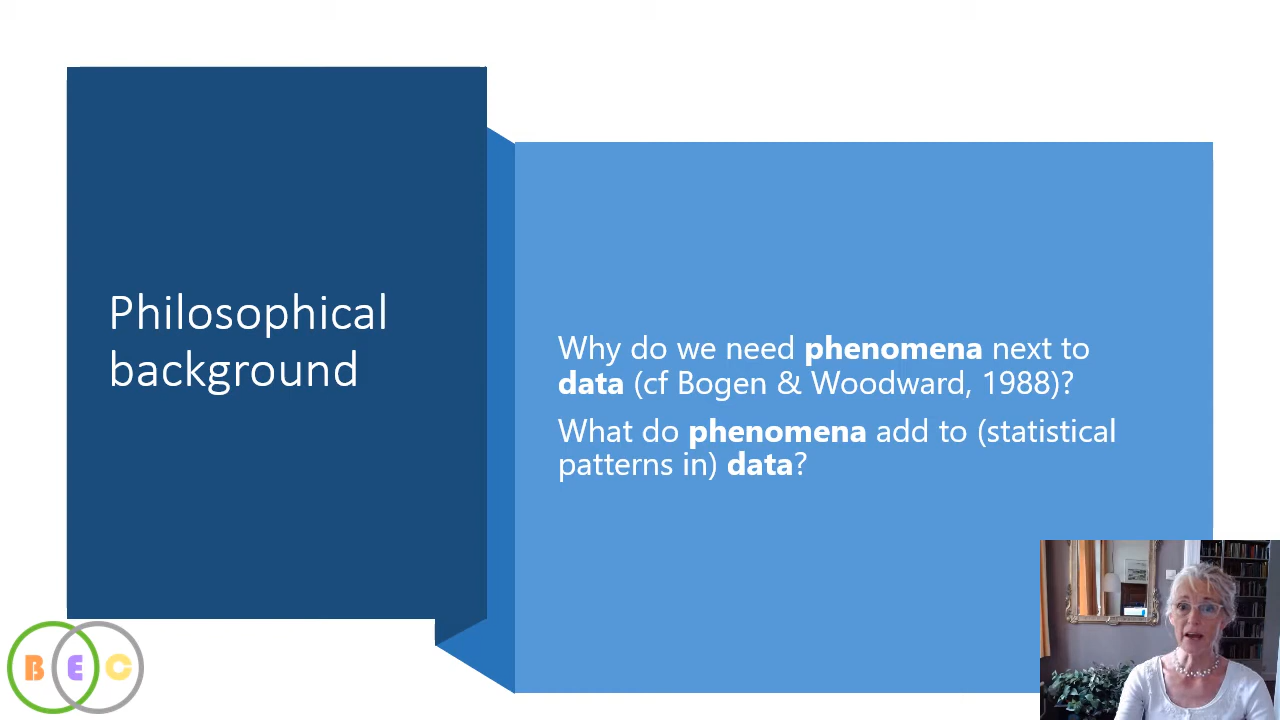 Philosophical
background
Why do we need phenomena next to
data (cf Bogen & Woodward, 1988)?
What do phenomena add to (statistical
patterns in) data?
B E C